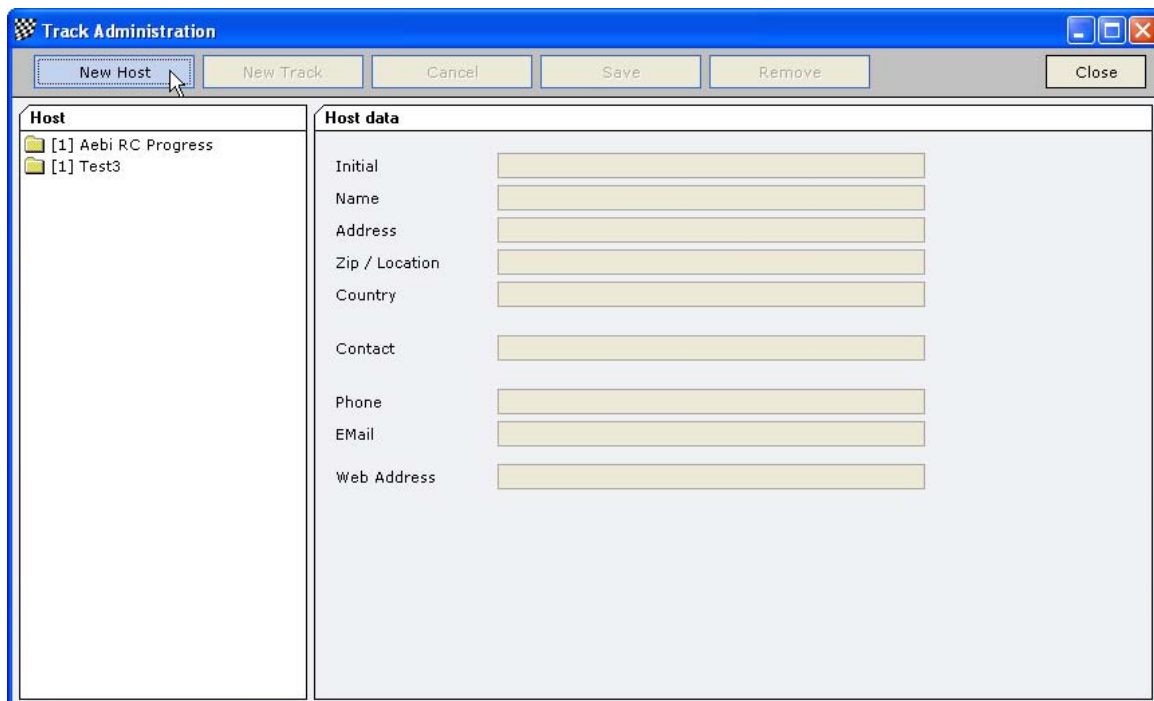 Track Administration
New Host New Track Cancel Save Remove Close
Host
[1] Aebi RC Progress
[1] Test3
Host data
Initial
Name
Address
Zip / Location
Country
Contact
Phone
EMail
Web Address